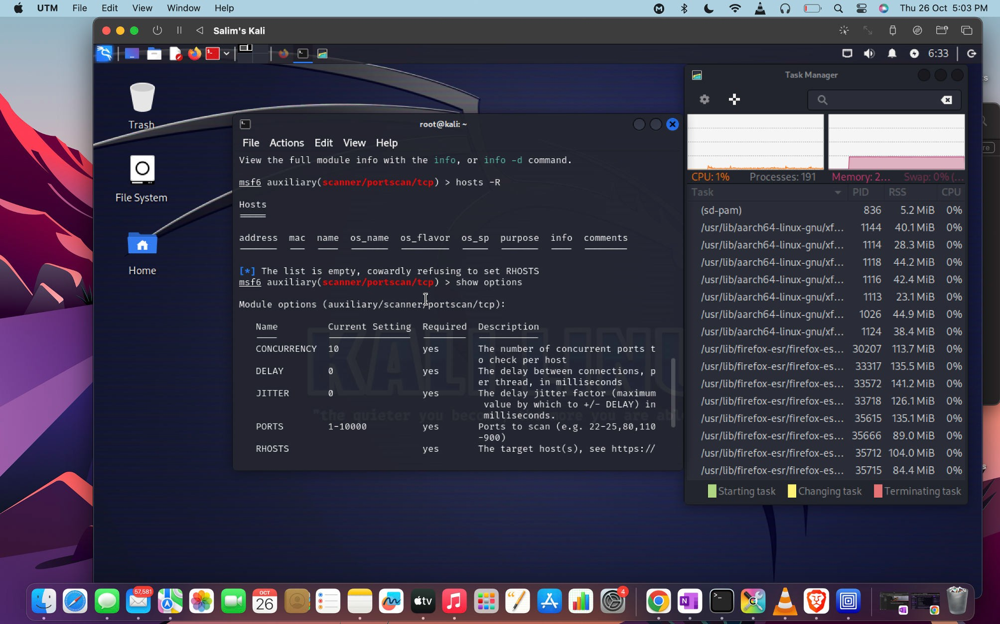 UTM File Edit View Window Help
Thu 26 Oct 5:03 PM
Salim's Kali
6:33
Trash
File System
Home
root@kali: ~
File Actions Edit View Help
View the full module info with the info, or info -d command.
msf6 auxiliary(scanner/portscan/tcp) > hosts -R
Hosts
address mac name os_name os_flavor os_sp purpose info comments
[*] The list is empty, cowardly refusing to set RHOSTS
msf6 auxiliary(scanner/portscan/tcp) > show options
Module options (auxiliary/scanner/portscan/tcp):
Name Current Setting Required Description
CONCURRENCY 10 yes The number of concurrent ports t
o check per host
DELAY 0 yes The delay between connections, p
er thread, in milliseconds
JITTER 0 yes The delay jitter factor (maximum
value by which to +/- DELAY) in
milliseconds.
PORTS 1-10000 yes Ports to scan (e.g. 22-25,80,110
-900)
RHOSTS yes The target host(s), see https://
KALI LINU
"the quieter you become, the more you are abl
Task Manager
CPU: 1% Processes: 191 Memory: 2... Swap: 0% (...
Task PID RSS CPU
(sd-pam) 836 5.2 MiB 0%
/usr/lib/aarch64-linux-gnu/xf... 1144 40.1 MiB 0%
/usr/lib/aarch64-linux-gnu/xf... 1114 28.3 MiB 0%
/usr/lib/aarch64-linux-gnu/xf... 1118 44.2 MiB 0%
/usr/lib/aarch64-linux-gnu/xf... 1116 42.4 MiB 0%
/usr/lib/aarch64-linux-gnu/xf... 1113 23.1 MiB 0%
/usr/lib/aarch64-linux-gnu/xf... 1026 44.9 MiB 0%
/usr/lib/aarch64-linux-gnu/xf... 1124 38.4 MiB 0%
/usr/lib/firefox-esr/firefox-es... 30207 113.7 MiB 0%
/usr/lib/firefox-esr/firefox-es... 33317 135.5 MiB 0%
/usr/lib/firefox-esr/firefox-es... 33572 141.2 MiB 0%
/usr/lib/firefox-esr/firefox-es... 33718 126.1 MiB 0%
/usr/lib/firefox-esr/firefox-es... 35615 135.1 MiB 0%
/usr/lib/firefox-esr/firefox-es... 35666 89.0 MiB 0%
/usr/lib/firefox-esr/firefox-es... 35712 104.0 MiB 0%
/usr/lib/firefox-esr/firefox-es... 35715 84.4 MiB 0%
Starting task Changing task Terminating task
57,581
OCT
26
tv
4
N